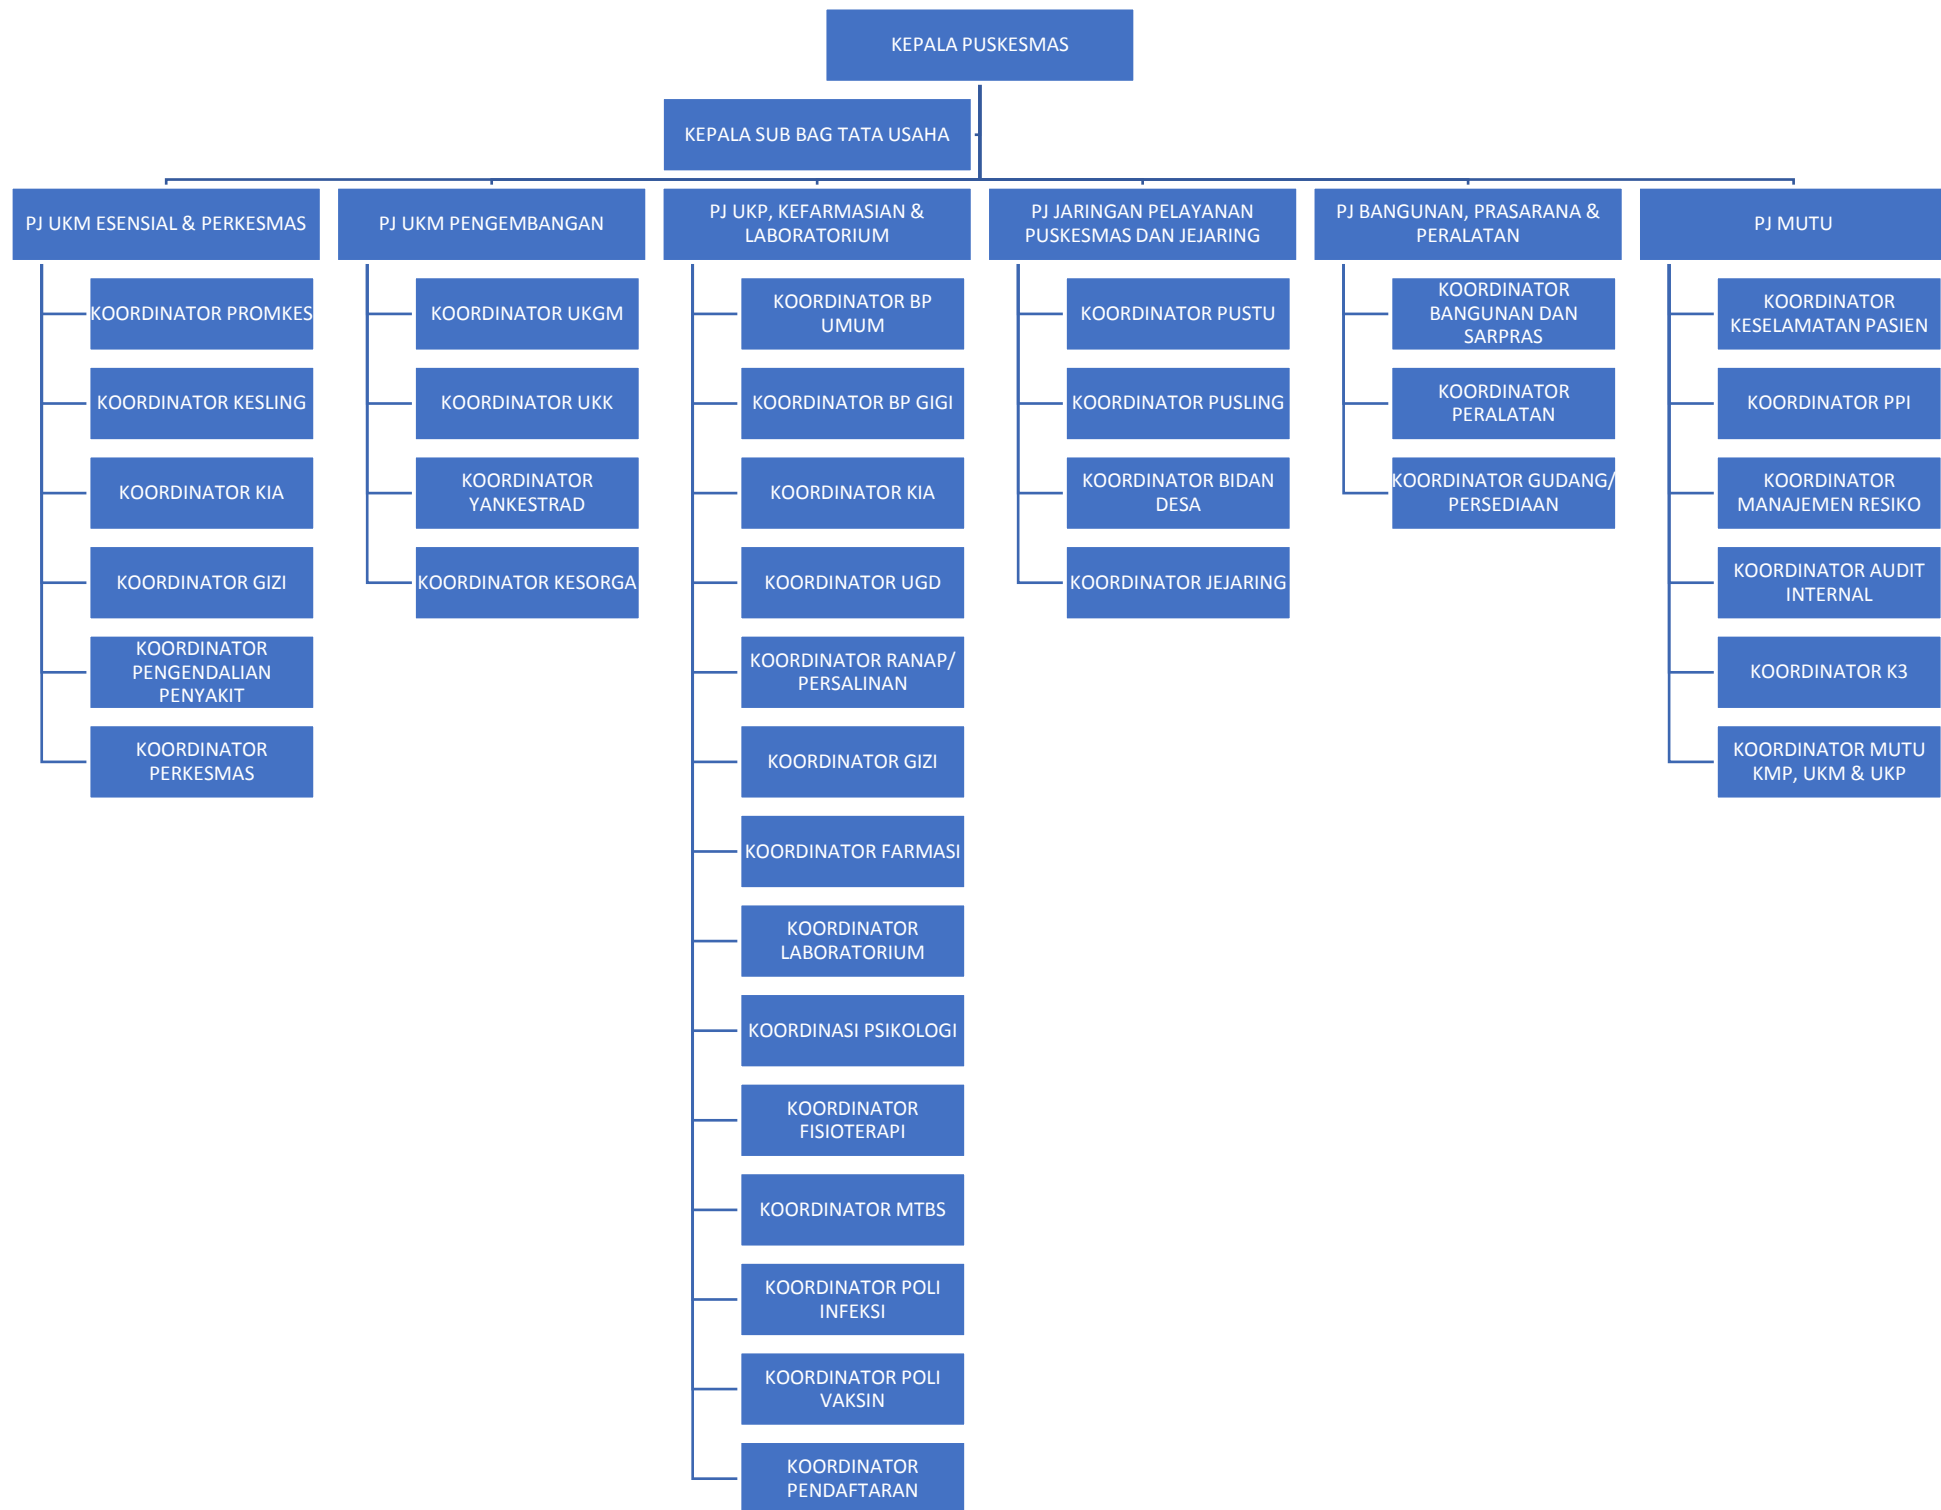 KEPALA PUSKESMAS
KEPALA SUB BAG TATA USAHA
PJ UKM ESENSIAL & PERKESMAS
KOORDINATOR PROMKES
KOORDINATOR KESLING
KOORDINATOR KIA
KOORDINATOR GIZI
KOORDINATOR
PENGENDALIAN
PENYAKIT
KOORDINATOR
PERKESMAS
PJ UKM PENGEMBANGAN
KOORDINATOR UKGM
KOORDINATOR UKK
KOORDINATOR
YANKESTRAD
KOORDINATOR KESORGA
PJ UKP, KEFARMASIAN &
LABORATORIUM
KOORDINATOR BP
UMUM
KOORDINATOR BP GIGI
KOORDINATOR KIA
KOORDINATOR UGD
KOORDINATOR RANAP/
PERSALINAN
KOORDINATOR GIZI
KOORDINATOR FARMASI
KOORDINATOR
LABORATORIUM
KOORDINASI PSIKOLOGI
KOORDINATOR
FISIOTERAPI
KOORDINATOR MTBS
KOORDINATOR POLI
INFEKSI
KOORDINATOR POLI
VAKSIN
KOORDINATOR
PENDAFTARAN
PJ JARINGAN PELAYANAN
PUSKESMAS DAN JEJARING
KOORDINATOR PUSTU
KOORDINATOR PUSLING
KOORDINATOR BIDAN
DESA
KOORDINATOR JEJARING
PJ BANGUNAN, PRASARANA &
PERALATAN
KOORDINATOR
BANGUNAN DAN
SARPRAS
KOORDINATOR
PERALATAN
KOORDINATOR GUDANG/
PERSEDIAAN
PJ MUTU
KOORDINATOR
KESELAMATAN PASIEN
KOORDINATOR PPI
KOORDINATOR
MANAJEMEN RESIKO
KOORDINATOR AUDIT
INTERNAL
KOORDINATOR K3
KOORDINATOR MUTU
KMP, UKM & UKP